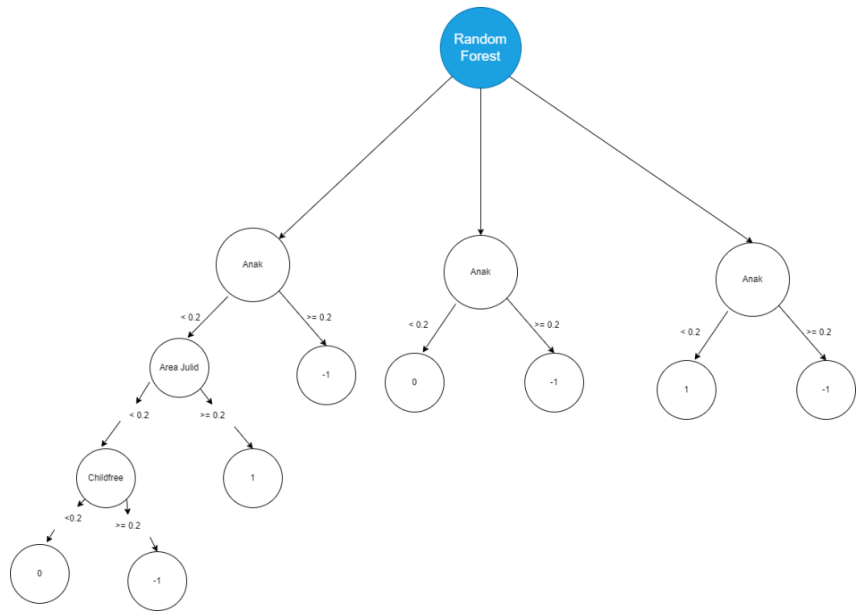 Random
Forest
Anak
Anak
Anak
< 0.2
>= 0.2
< 0.2
>= 0.2
< 0.2
>= 0.2
Area Julid
-1
0
-1
1
-1
< 0.2
>= 0.2
Childfree
1
<0.2
>= 0.2
0
-1